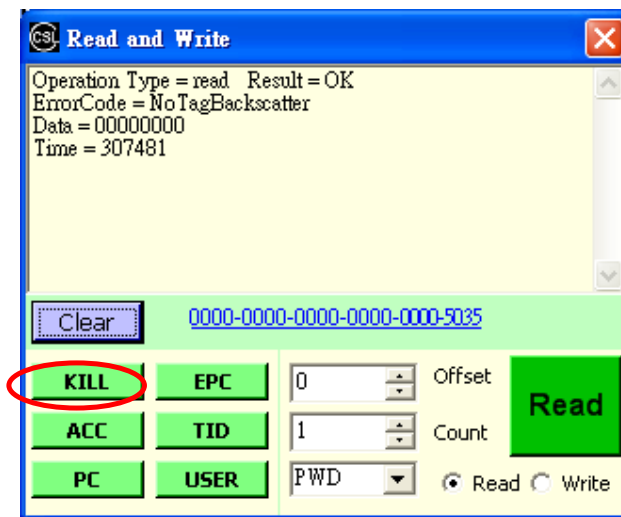 CSL Read and Write
Operation Type = read Result = OK
ErrorCode = NoTagBackscatter
Data = 00000000
Time = 307481
Clear 0000-0000-0000-0000-0000-5035
KILL EPC 0 Offset
Read
ACC TID 1 Count
PC USER PWD Read Write